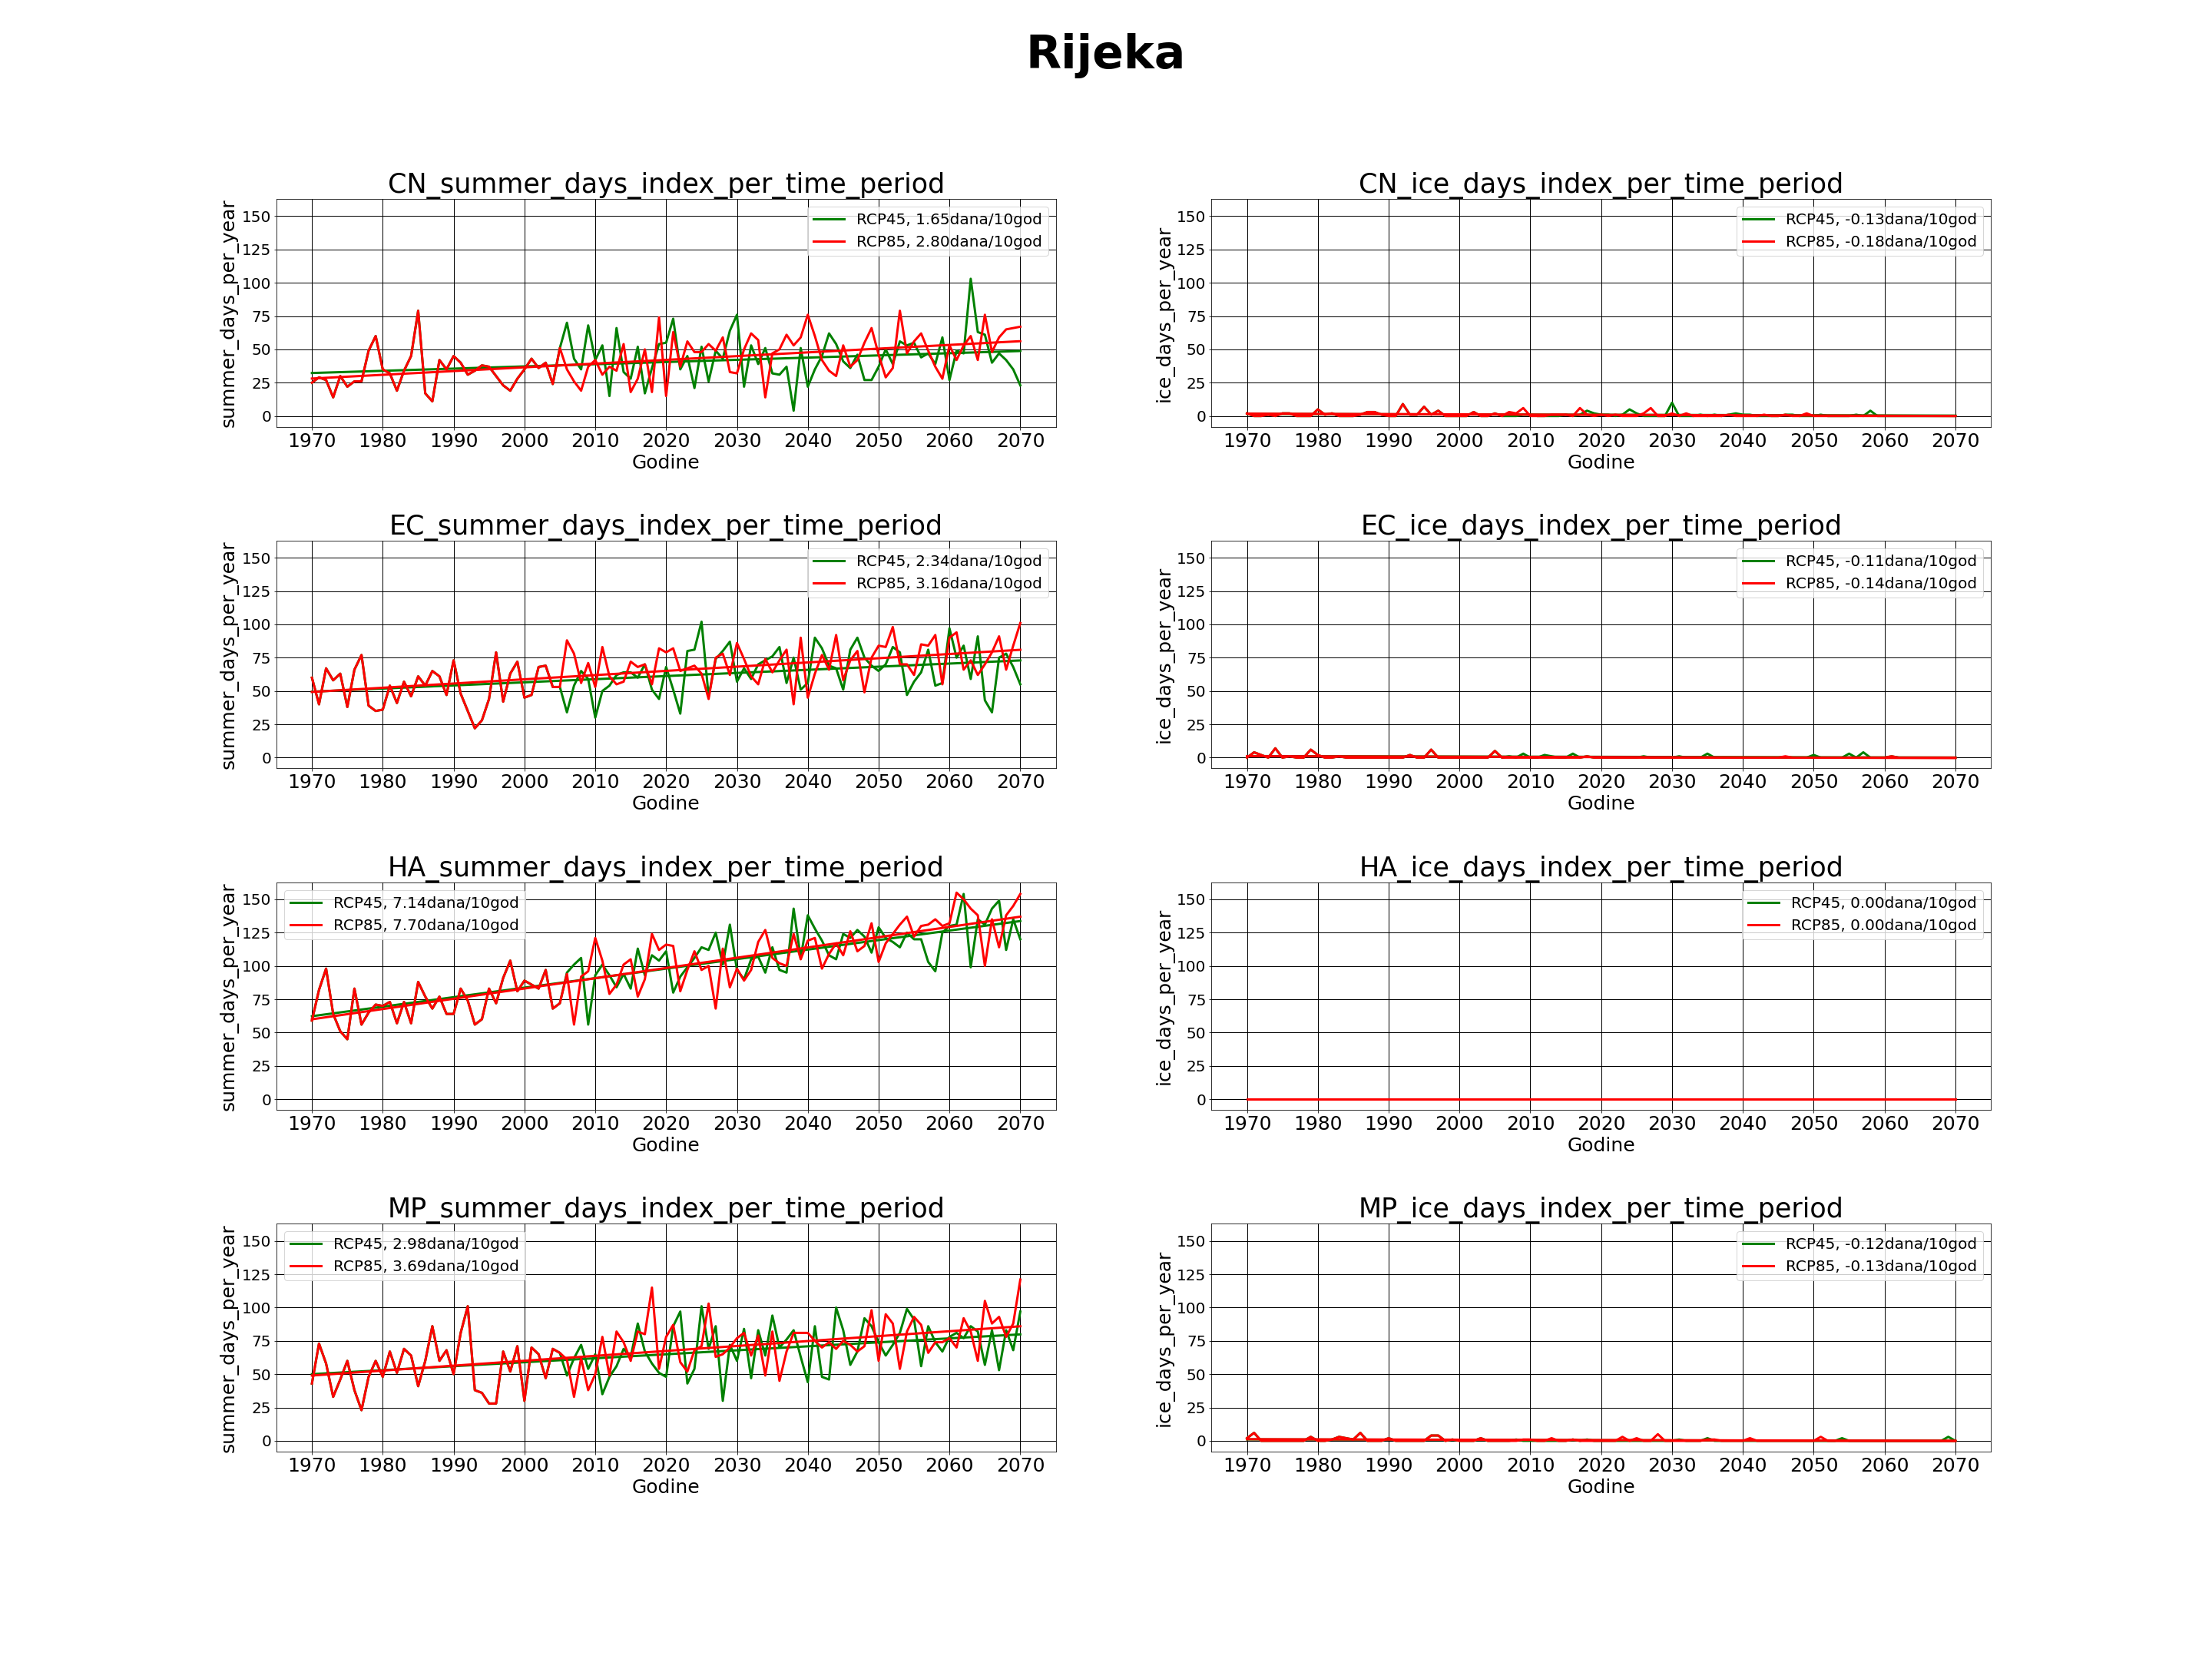 Rijeka
CN_summer_days_index_per_time_period
summer_days_per_year
150
125
100
75
50
25
0
RCP45, 1.65dana/10god
RCP85, 2.80dana/10god
1970 1980 1990 2000 2010 2020 2030 2040 2050 2060 2070
Godine
CN_ice_days_index_per_time_period
ice_days_per_year
150
125
100
75
50
25
0
RCP45, -0.13dana/10god
RCP85, -0.18dana/10god
1970 1980 1990 2000 2010 2020 2030 2040 2050 2060 2070
Godine
EC_summer_days_index_per_time_period
summer_days_per_year
150
125
100
75
50
25
0
RCP45, 2.34dana/10god
RCP85, 3.16dana/10god
1970 1980 1990 2000 2010 2020 2030 2040 2050 2060 2070
Godine
EC_ice_days_index_per_time_period
ice_days_per_year
150
125
100
75
50
25
0
RCP45, -0.11dana/10god
RCP85, -0.14dana/10god
1970 1980 1990 2000 2010 2020 2030 2040 2050 2060 2070
Godine
HA_summer_days_index_per_time_period
summer_days_per_year
150
125
100
75
50
25
0
RCP45, 7.14dana/10god
RCP85, 7.70dana/10god
1970 1980 1990 2000 2010 2020 2030 2040 2050 2060 2070
Godine
HA_ice_days_index_per_time_period
ice_days_per_year
150
125
100
75
50
25
0
RCP45, 0.00dana/10god
RCP85, 0.00dana/10god
1970 1980 1990 2000 2010 2020 2030 2040 2050 2060 2070
Godine
MP_summer_days_index_per_time_period
summer_days_per_year
150
125
100
75
50
25
0
RCP45, 2.98dana/10god
RCP85, 3.69dana/10god
1970 1980 1990 2000 2010 2020 2030 2040 2050 2060 2070
Godine
MP_ice_days_index_per_time_period
ice_days_per_year
150
125
100
75
50
25
0
RCP45, -0.12dana/10god
RCP85, -0.13dana/10god
1970 1980 1990 2000 2010 2020 2030 2040 2050 2060 2070
Godine